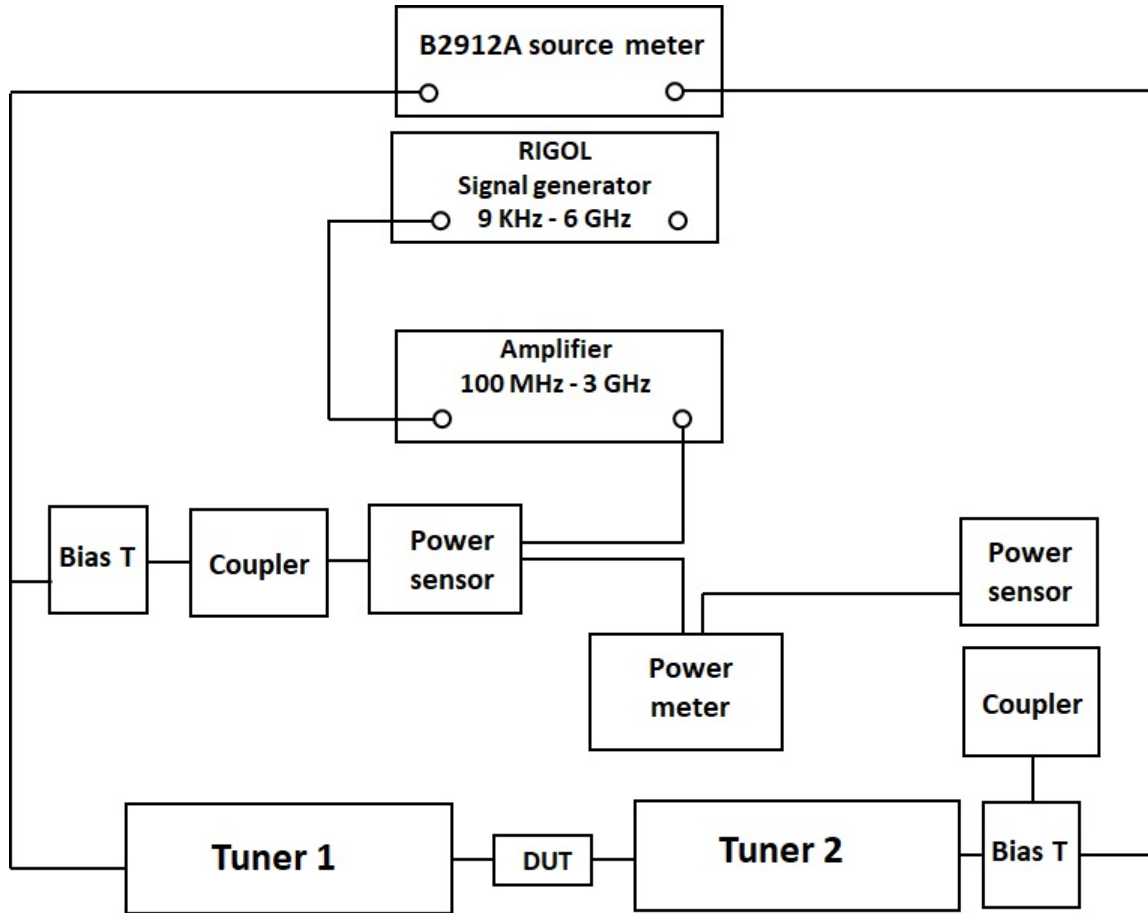 B2912A source meter
RIGOL
Signal generator
9 KHz - 6 GHz
Amplifier
100 MHz - 3 GHz
Bias T
Coupler
Power
sensor
Power
sensor
Power
meter
Coupler
Tuner 1
DUT
Tuner 2
Bias T